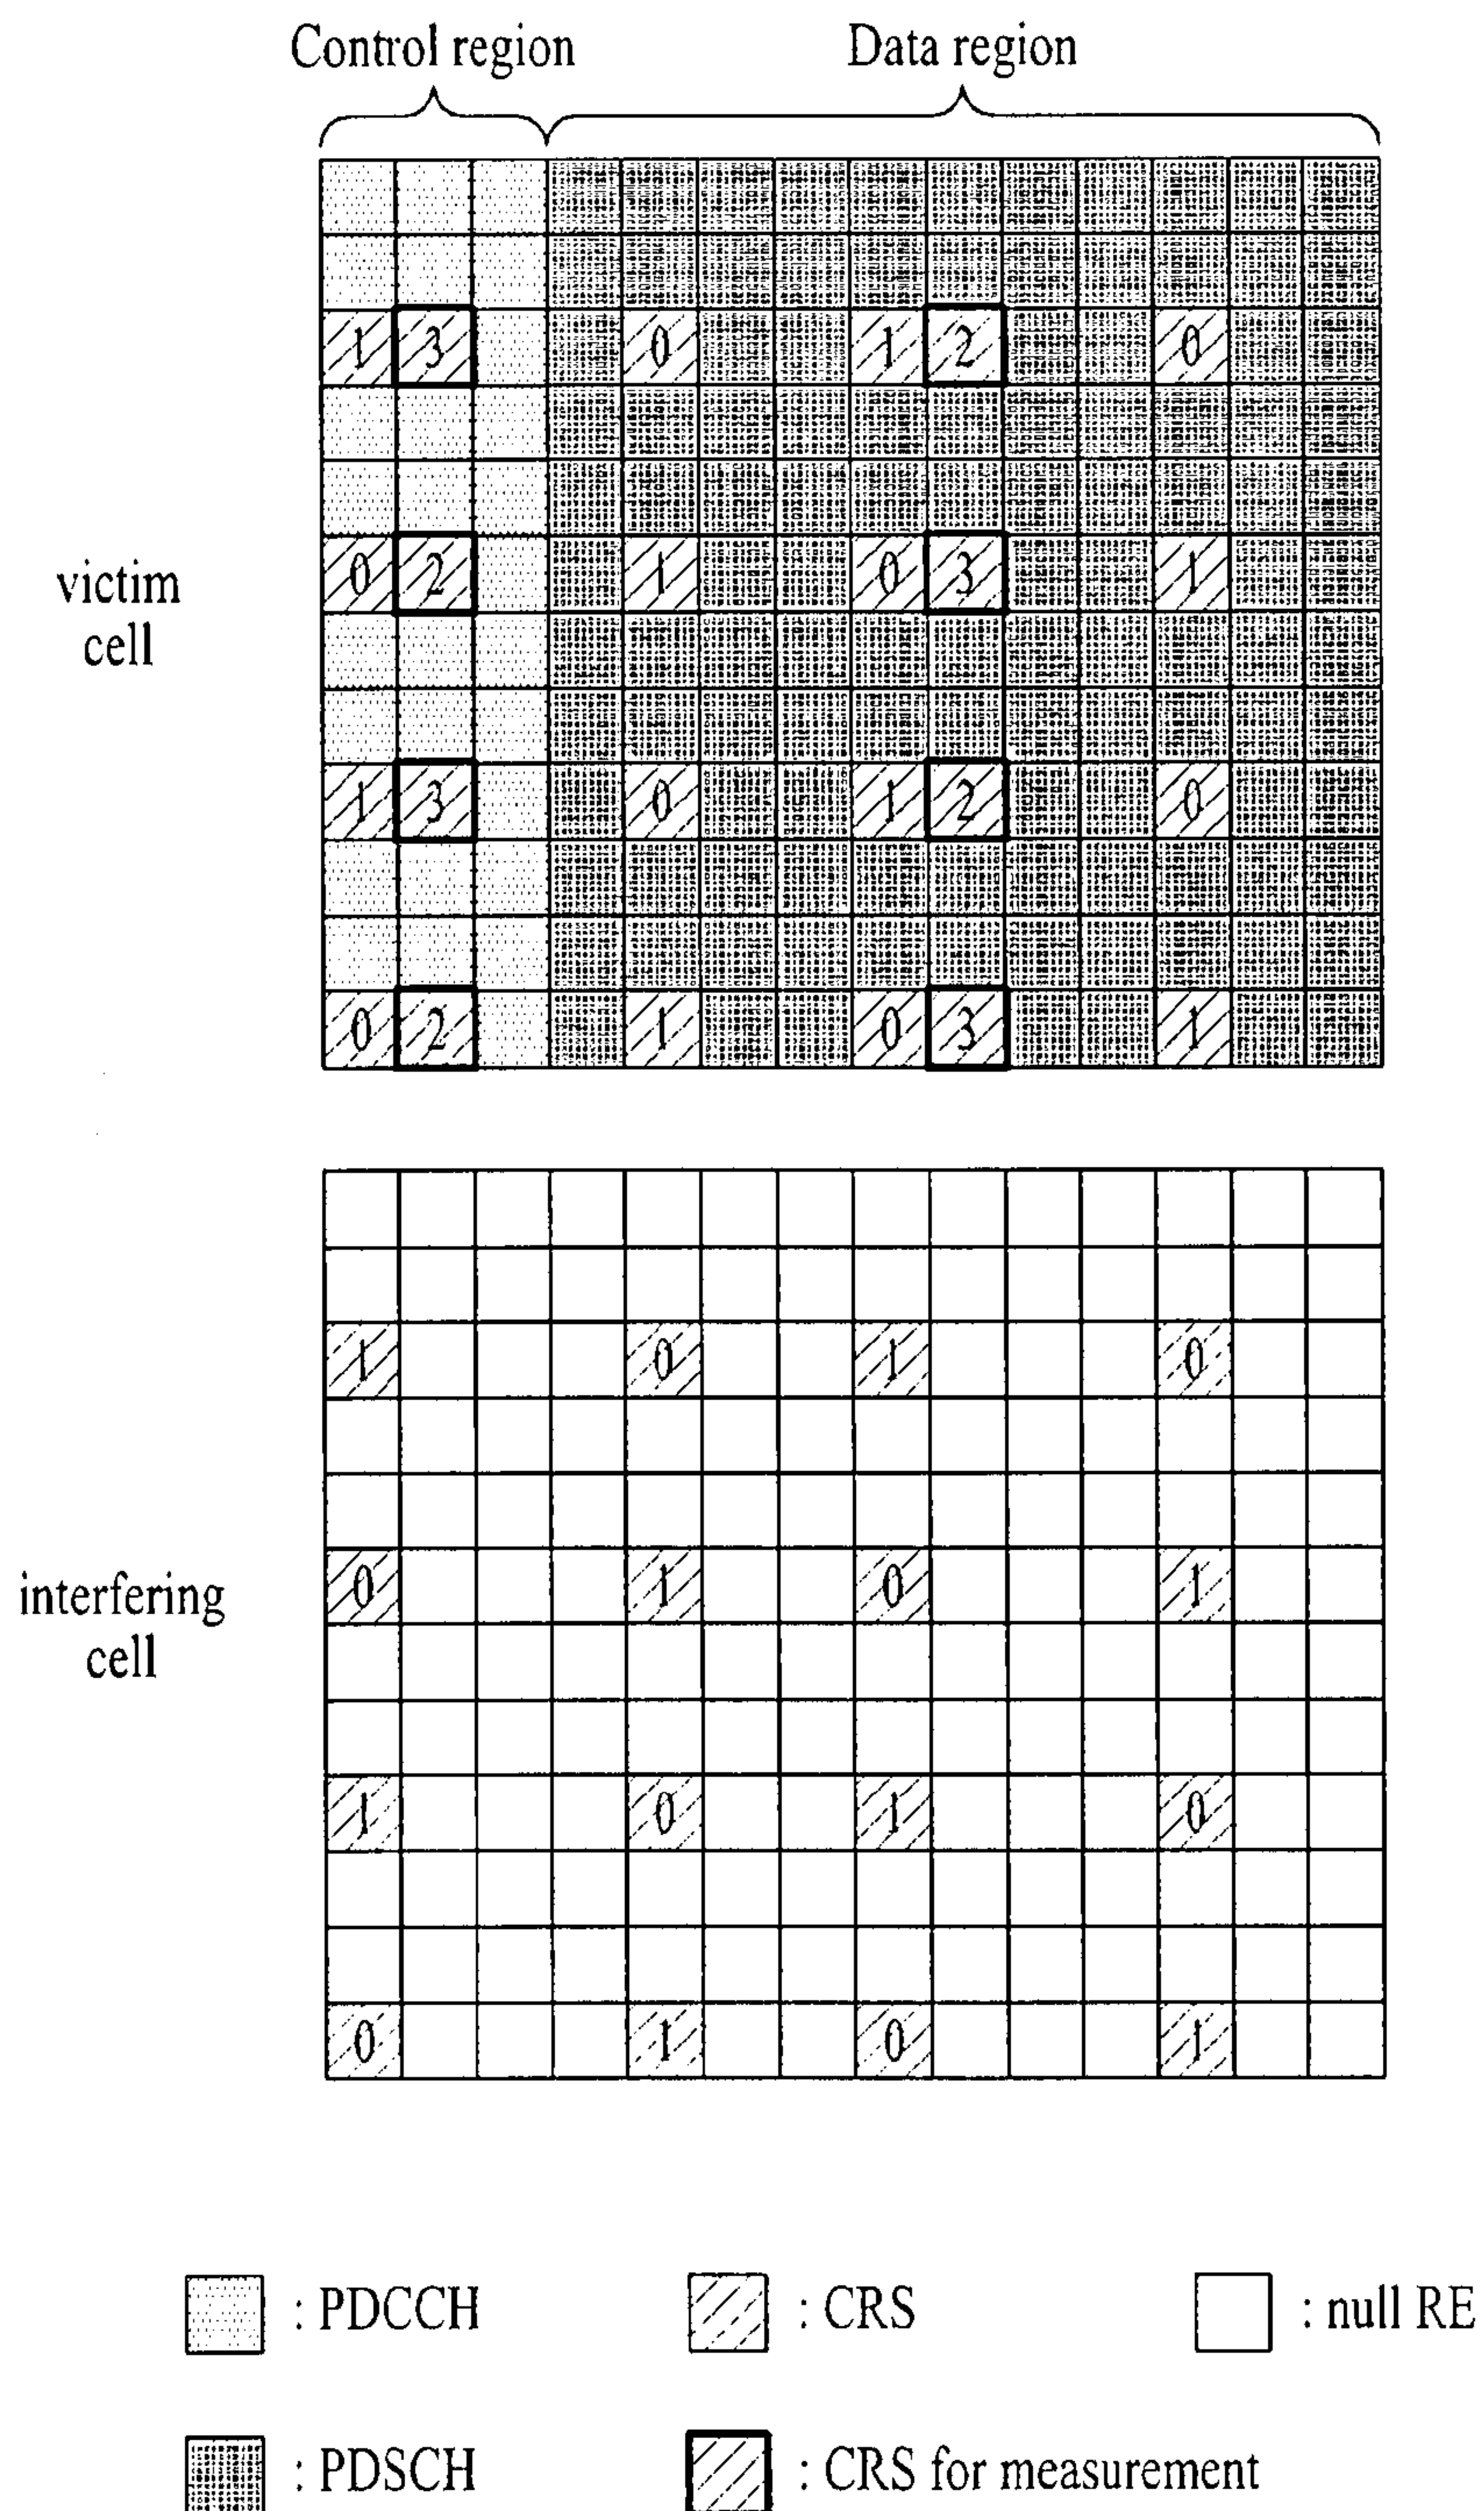 Control region Data region
1 3 0 1 2 0
victim
cell
0 2 1 0 3 1
1 3 0 1 2 0
0 2 1 0 3 1
1 0 1 0
interfering
cell
0 1 0 1
1 0 1 0
0 1 0 1
: PDCCH : CRS : null RE
: PDSCH : CRS for measurement